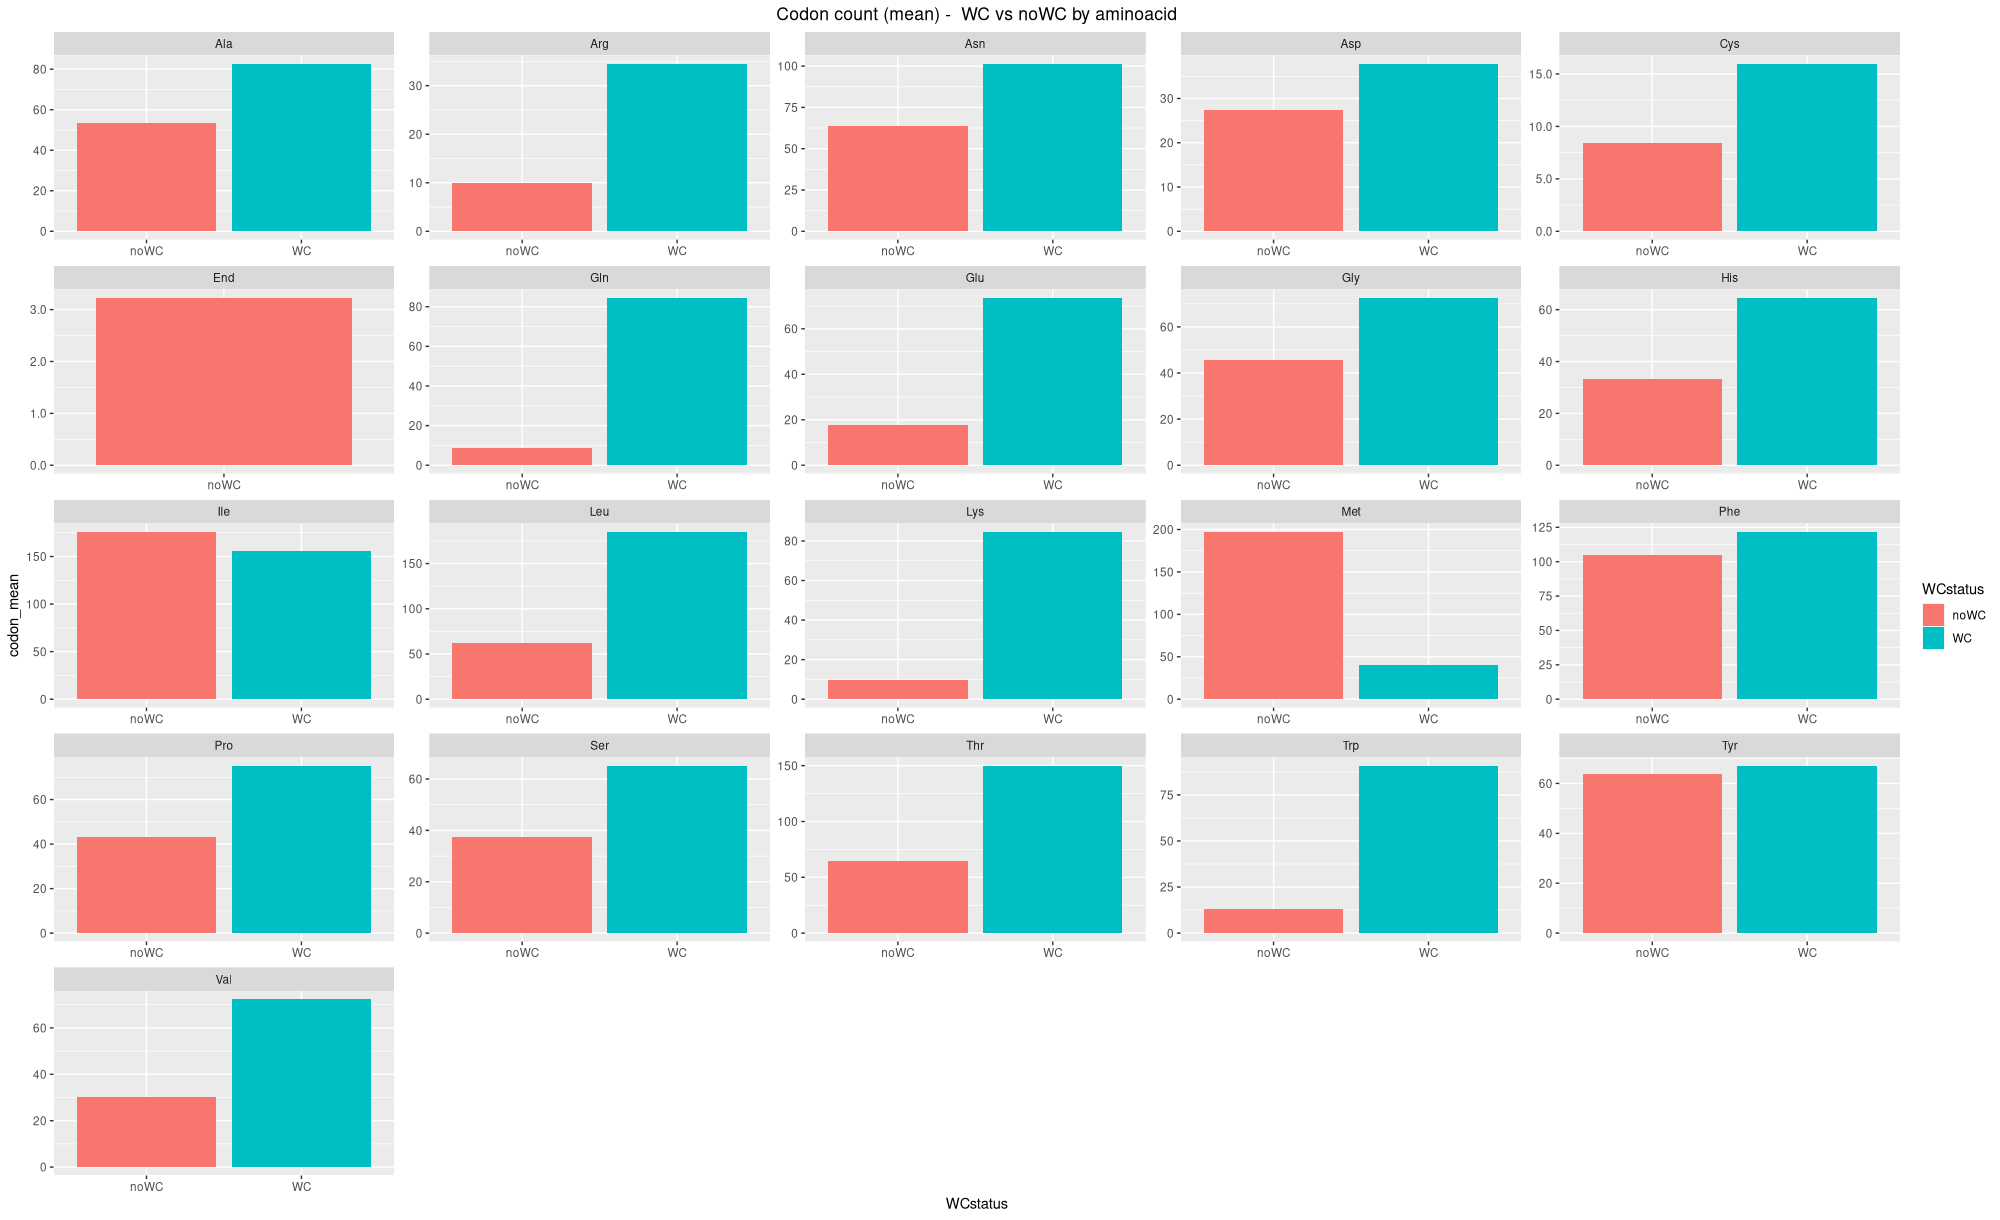 Codon count (mean) -  WC vs noWC by aminoacid
Ala Arg Asn Asp Cys
80 60 40 20 0
30 20 10 0
100 75 50 25 0
30 20 10 0
15.0 10.0 5.0 0.0
noWC WC noWC WC noWC WC noWC WC noWC WC
End Gln Glu Gly His
3.0 2.0 1.0 0.0
80 60 40 20 0
60 40 20 0
60 40 20 0
60 40 20 0
noWC noWC WC noWC WC noWC WC noWC WC
Ile Leu Lys Met Phe
150 100 50 0
150 100 50 0
80 60 40 20 0
200 150 100 50 0
125 100 75 50 25 0
noWC WC noWC WC noWC WC noWC WC noWC WC
Pro Ser Thr Trp Tyr
60 40 20 0
60 40 20 0
150 100 50 0
75 50 25 0
60 40 20 0
noWC WC noWC WC noWC WC noWC WC noWC WC
Val
60 40 20 0
noWC WC
codon_mean
WCstatus
WCstatus
noWC
WC